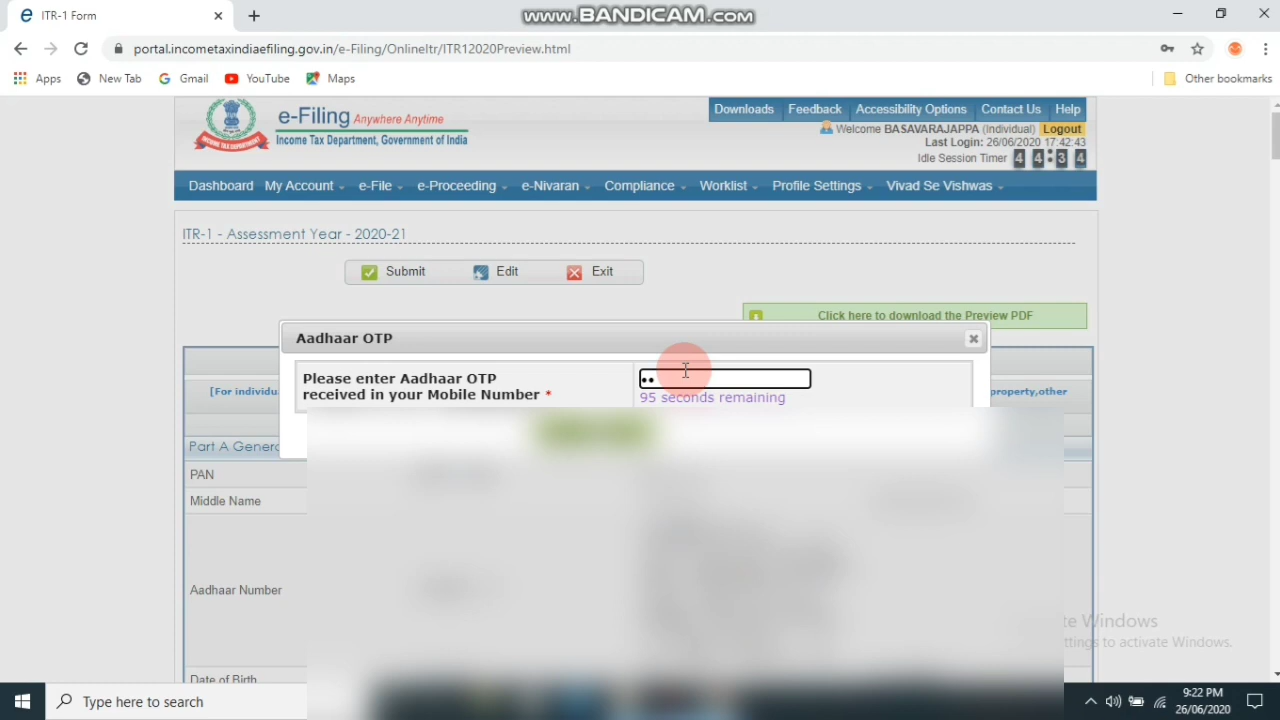 ITR-1 Form
www.BANDICAM.com
portal.incometaxindiaefiling.gov.in/e-Filing/OnlineItr/ITR12020Preview.html
Apps New Tab Gmail YouTube Maps Other bookmarks
e-Filing Anywhere Anytime
Income Tax Department, Government of India
Downloads Feedback Accessibility Options Contact Us Help
Welcome BASAVARAJAPPA (Individual) Logout
Last Login: 26/06/2020 17:42:43
Idle Session Timer 4 4 : 3 4
Dashboard My Account e-File e-Proceeding e-Nivaran Compliance Worklist Profile Settings Vivad Se Vishwas
ITR-1 - Assessment Year - 2020-21
Submit Edit Exit
Click here to download the Preview PDF
Aadhaar OTP
Please enter Aadhaar OTP
received in your Mobile Number *
95 seconds remaining
[For individu property,other
Part A Genera
PAN
Middle Name
Aadhaar Number
Date of Birth
te Windows
ttings to activate Windows.
Type here to search
9:22 PM
26/06/2020